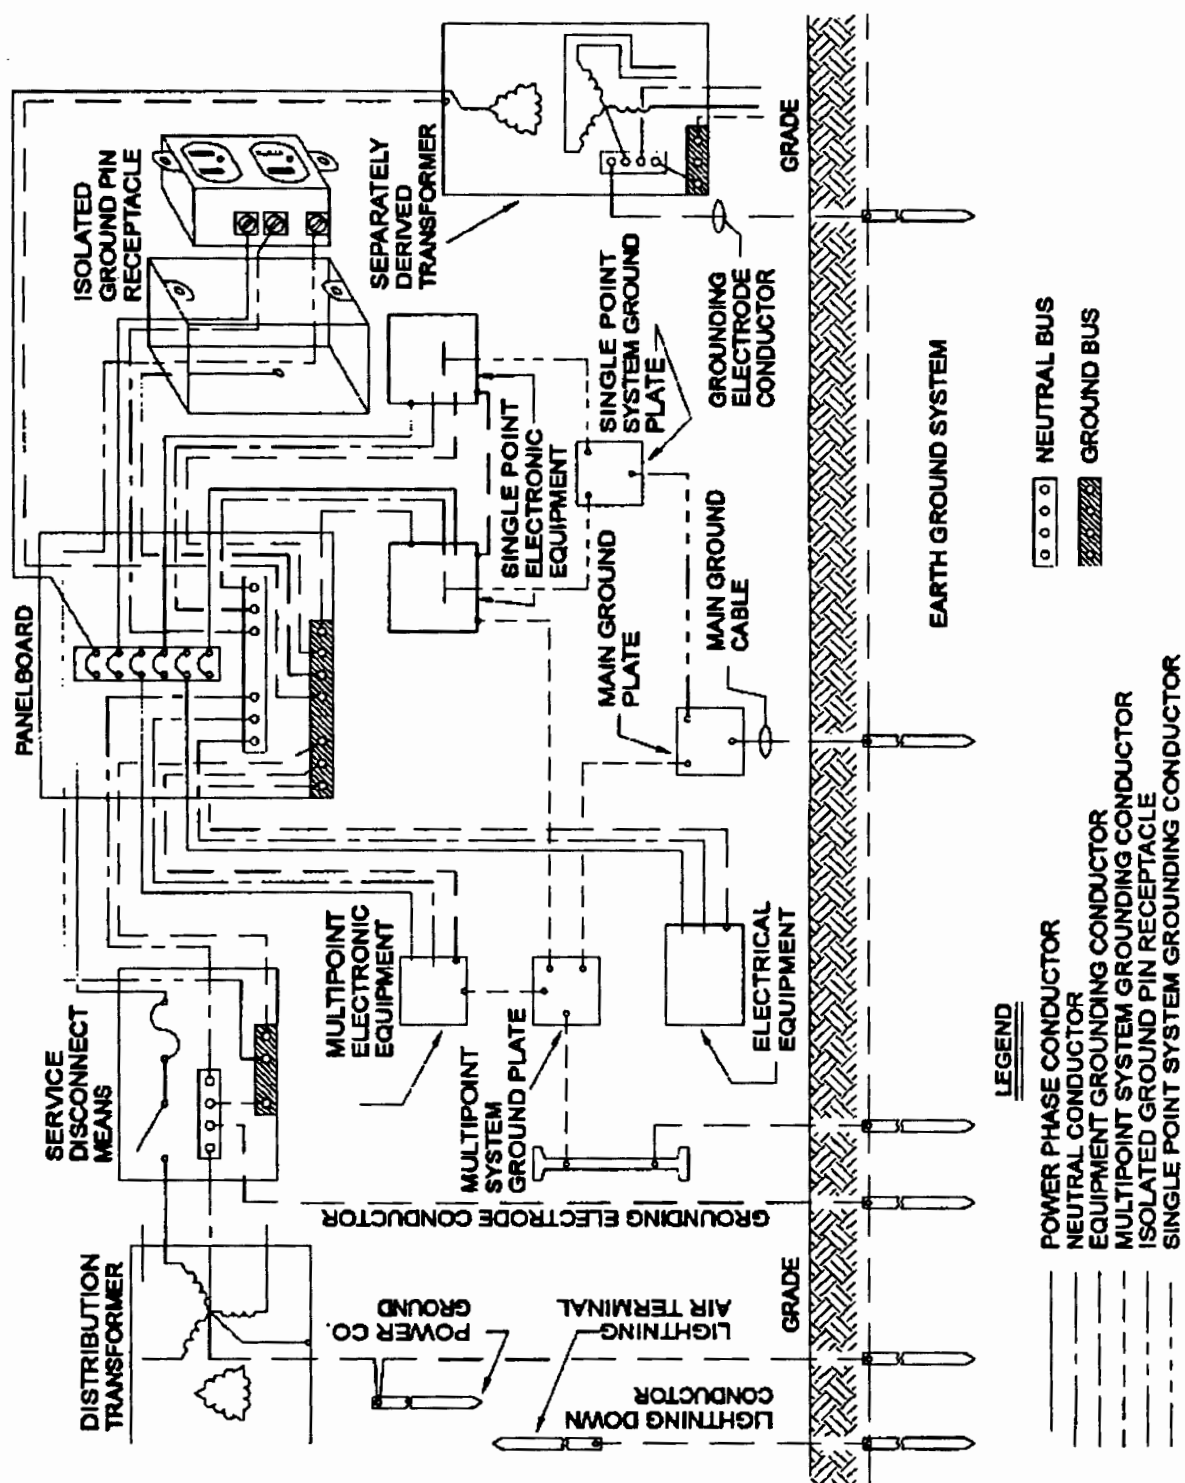 DISTRIBUTION
TRANSFORMER
SERVICE
DISCONNECT
MEANS
PANELBOARD
ISOLATED
GROUND PIN
RECEPTACLE
SEPARATELY
DERIVED
TRANSFORMER
POWER CO.
GROUND
LIGHTNING
AIR TERMINAL
LIGHTNING DOWN
CONDUCTOR
GROUNDING ELECTRODE CONDUCTOR
MULTIPOINT
ELECTRONIC
EQUIPMENT
MULTIPOINT
SYSTEM
GROUND PLATE
ELECTRICAL
EQUIPMENT
SINGLE POINT
ELECTRONIC
EQUIPMENT
MAIN GROUND
PLATE
MAIN GROUND
CABLE
SINGLE POINT
SYSTEM GROUND
PLATE
GROUNDING
ELECTRODE
CONDUCTOR
GRADE
GRADE
EARTH GROUND SYSTEM
LEGEND
POWER PHASE CONDUCTOR
NEUTRAL CONDUCTOR
EQUIPMENT GROUNDING CONDUCTOR
MULTIPOINT SYSTEM GROUNDING CONDUCTOR
ISOLATED GROUND PIN RECEPTACLE
SINGLE POINT SYSTEM GROUNDING CONDUCTOR
NEUTRAL BUS
GROUND BUS